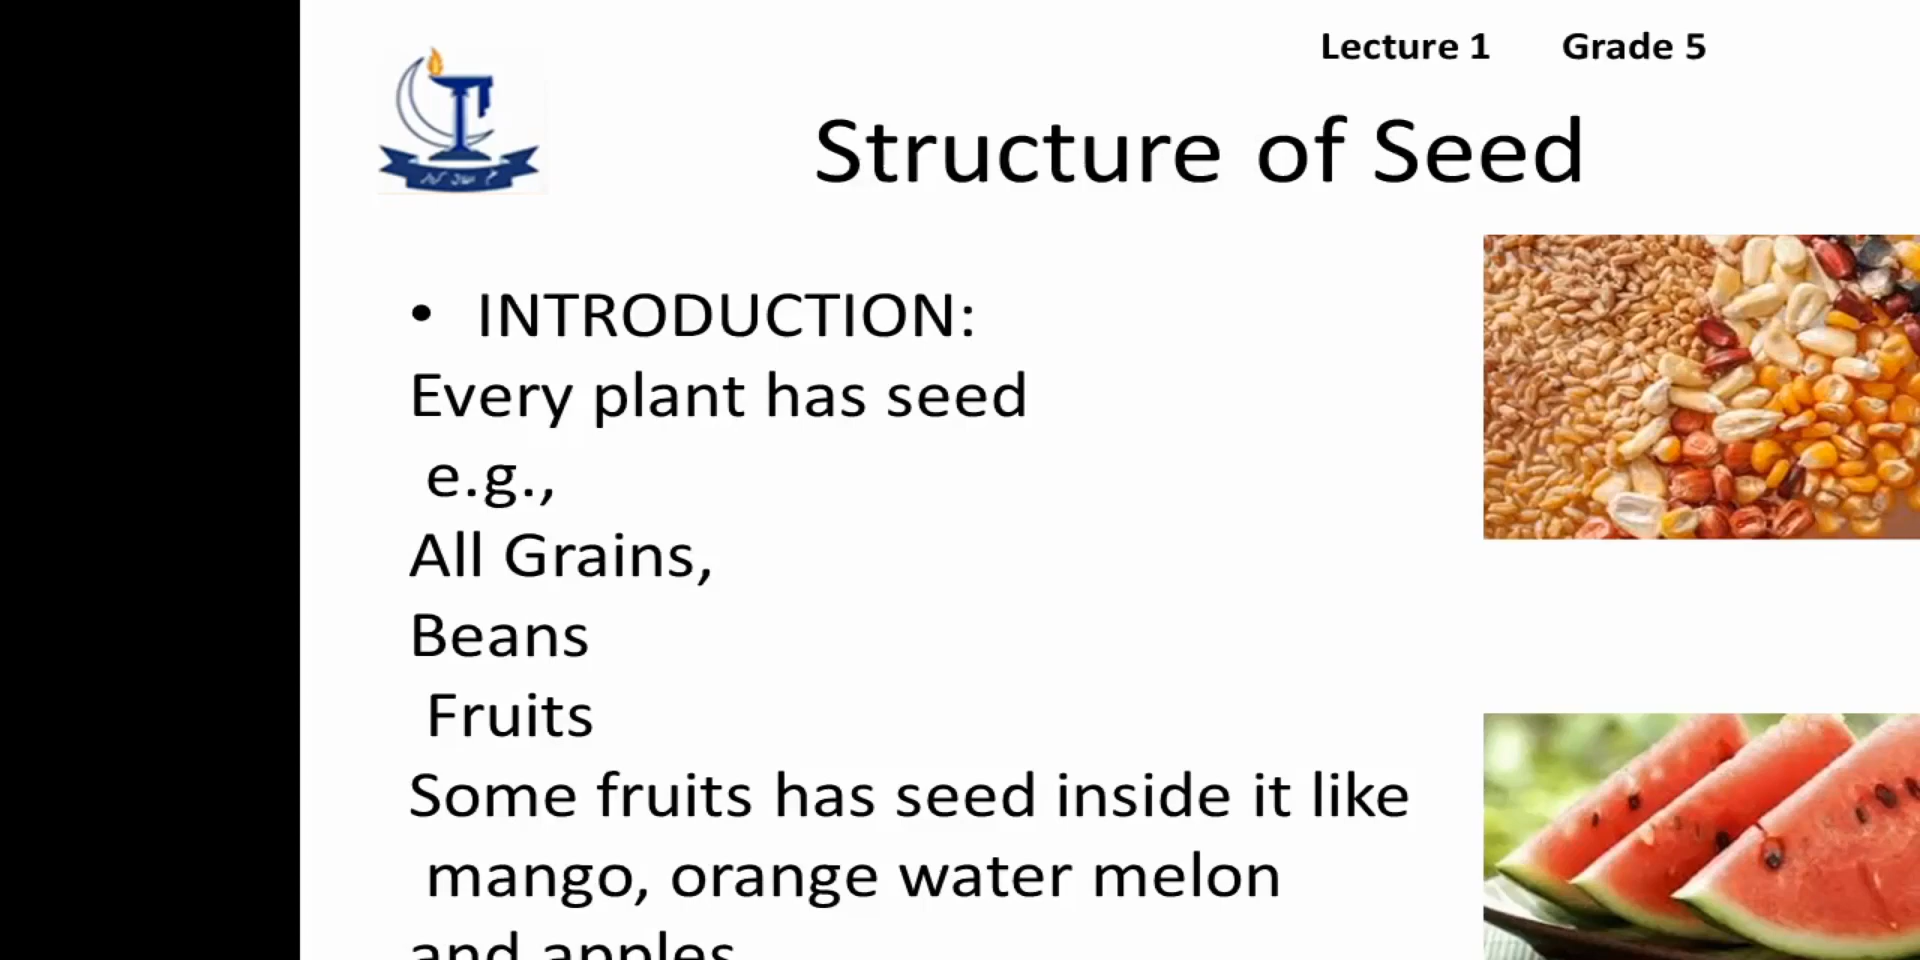 Lecture 1 Grade 5
Structure of Seed
• INTRODUCTION:
Every plant has seed
e.g.,
All Grains,
Beans
Fruits
Some fruits has seed inside it like
mango, orange water melon
and apples